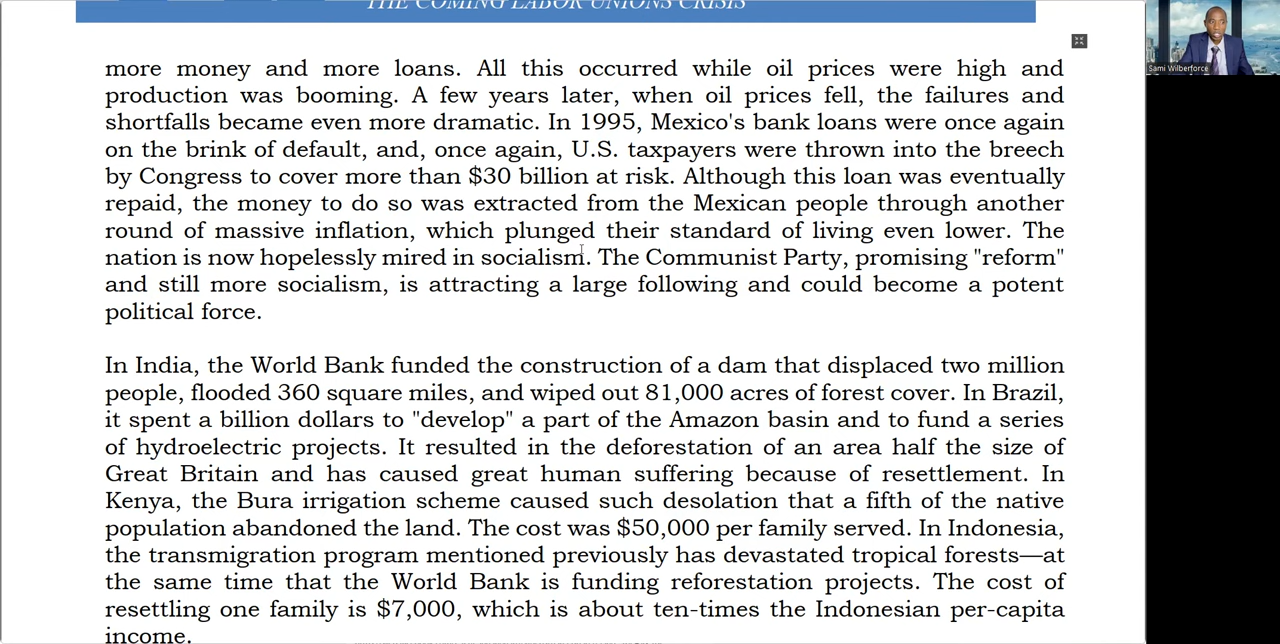 THE COMING LABOR UNIONS CRISIS
Sami Wilberforce
more money and more loans. All this occurred while oil prices were high and
production was booming. A few years later, when oil prices fell, the failures and
shortfalls became even more dramatic. In 1995, Mexico's bank loans were once again
on the brink of default, and, once again, U.S. taxpayers were thrown into the breech
by Congress to cover more than $30 billion at risk. Although this loan was eventually
repaid, the money to do so was extracted from the Mexican people through another
round of massive inflation, which plunged their standard of living even lower. The
nation is now hopelessly mired in socialism. The Communist Party, promising "reform"
and still more socialism, is attracting a large following and could become a potent
political force.
In India, the World Bank funded the construction of a dam that displaced two million
people, flooded 360 square miles, and wiped out 81,000 acres of forest cover. In Brazil,
it spent a billion dollars to "develop" a part of the Amazon basin and to fund a series
of hydroelectric projects. It resulted in the deforestation of an area half the size of
Great Britain and has caused great human suffering because of resettlement. In
Kenya, the Bura irrigation scheme caused such desolation that a fifth of the native
population abandoned the land. The cost was $50,000 per family served. In Indonesia,
the transmigration program mentioned previously has devastated tropical forests—at
the same time that the World Bank is funding reforestation projects. The cost of
resettling one family is $7,000, which is about ten-times the Indonesian per-capita
income.